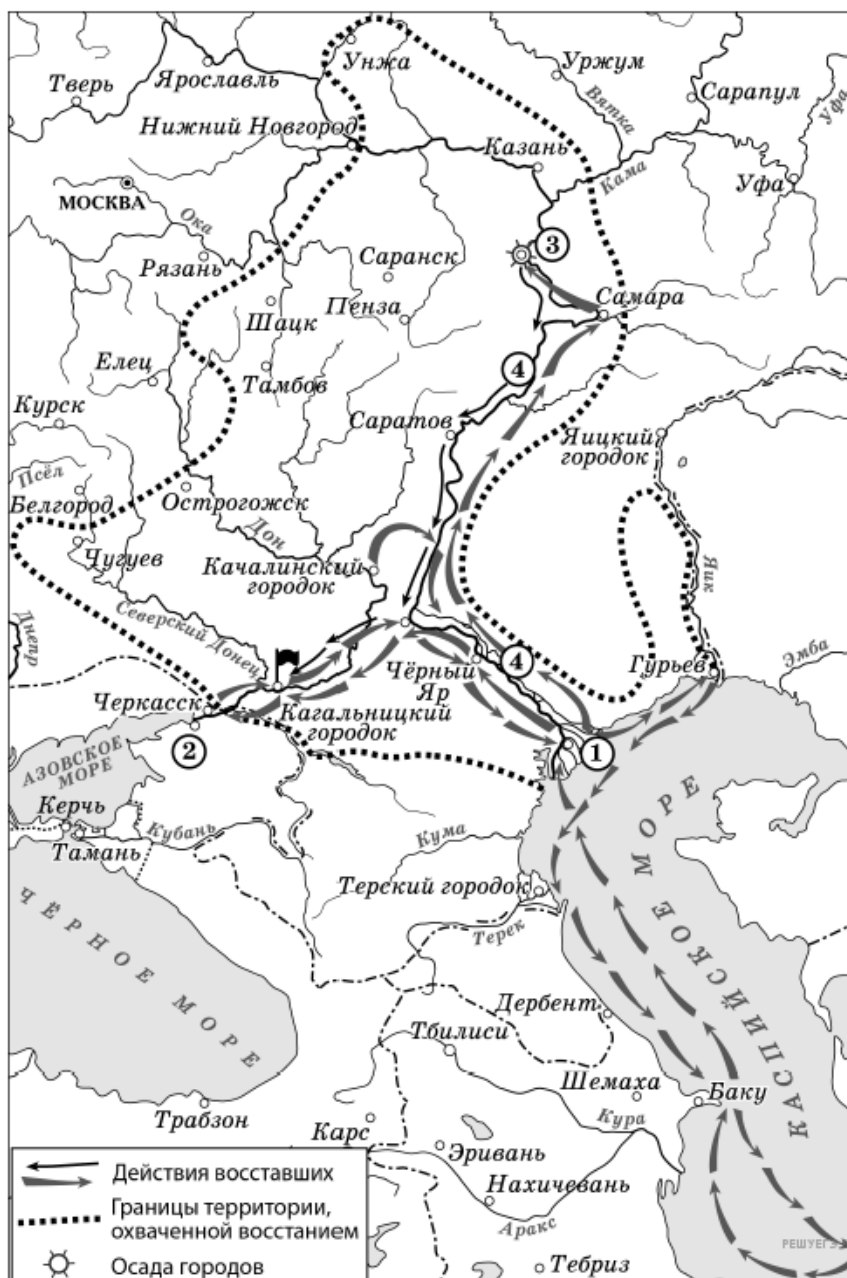 Унжа
Уржум
Ярославль
Тверь
Вятка
Сарапул
Уфа
Нижний Новгород
Казань
Кама
Уфа
МОСКВА
Ока
3
Рязань
Саранск
Самара
Шацк
Пенза
4
Елец
Тамбов
Курск
Саратов
Яицкий
городок
Псёл
Белгород
Острогожск
Дон
Чугуев
Качалинский
городок
Яик
Северский Донец
Днепр
4
Гурьев
Эмба
Чёрный
Яр
Черкасск
Кагальницкий
городок
2
1
АЗОВСКОЕ
МОРЕ
Керчь
Кубань
Тамань
Кума
Терский городок
Терек
КАСПИЙСКОЕ МОРЕ
ЧЁРНОЕ МОРЕ
Дербент
Тбилиси
Шемаха
Баку
Трабзон
Кура
Карс
Эривань
Нахичевань
Аракс
Тебриз
Действия восставших
Границы территории,
охваченной восстанием
Осада городов
РЕШУЕГЭ